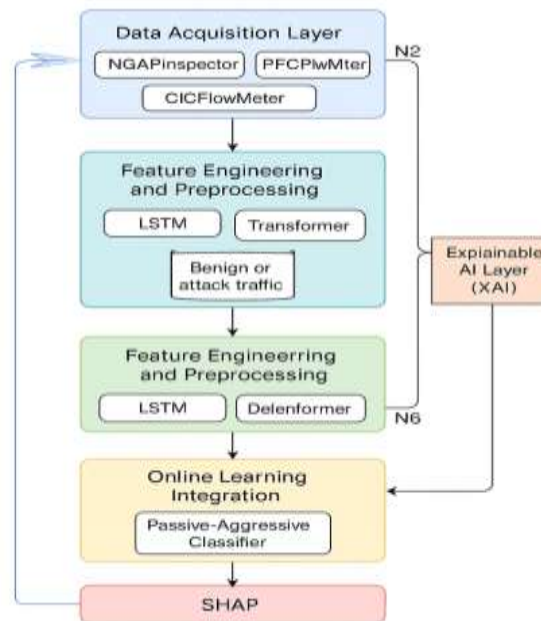 Data Acquisition Layer
N2
NGAPinspector
PFCPlwMter
CICFlowMeter
Feature Engineering
and Preprocessing
LSTM
Transformer
Benign or
attack traffic
Expiainable
AI Layer
(XAI)
Feature Engineerring
and Preprocessing
LSTM
Delenformer
N6
Online Learning
Integration
Passive-Aggressive
Classifier
SHAP